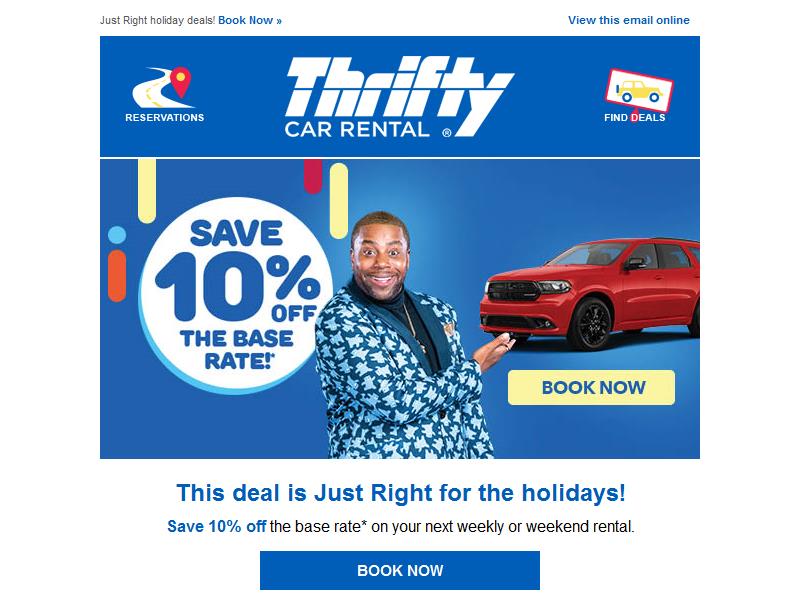 Just Right holiday deals! Book Now »
View this email online
RESERVATIONS
Thrifty
CAR RENTAL ®
FIND DEALS
SAVE
10%
OFF
THE BASE
RATE!*
BOOK NOW
This deal is Just Right for the holidays!
Save 10% off the base rate* on your next weekly or weekend rental.
BOOK NOW